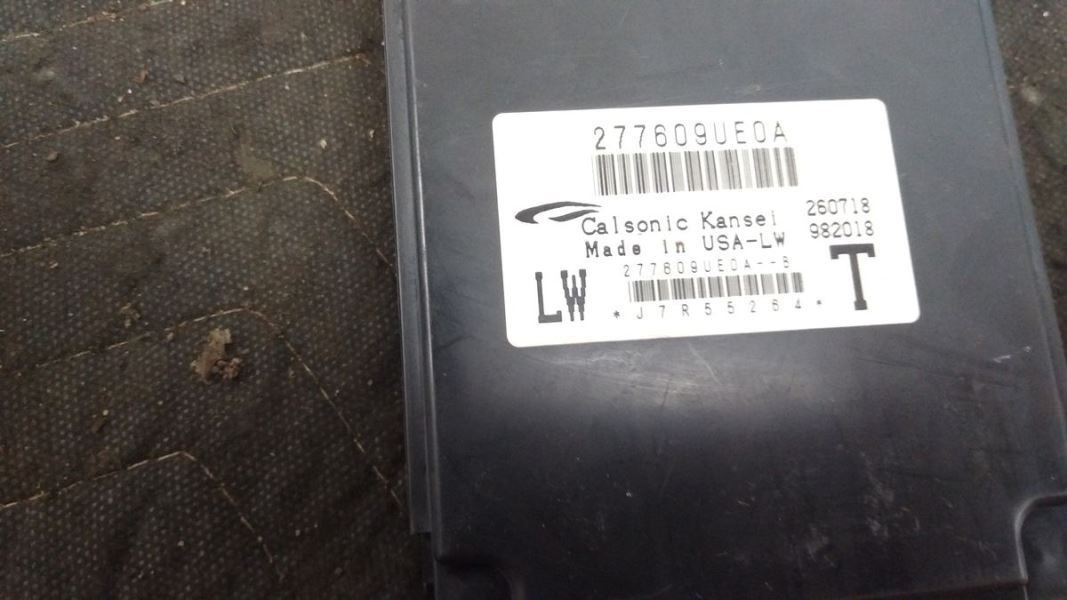 277609UE0A
Calsonic Kansei 260718
Made in USA-LW 982018
277609UE0A--B
LW T
*J7R55264*